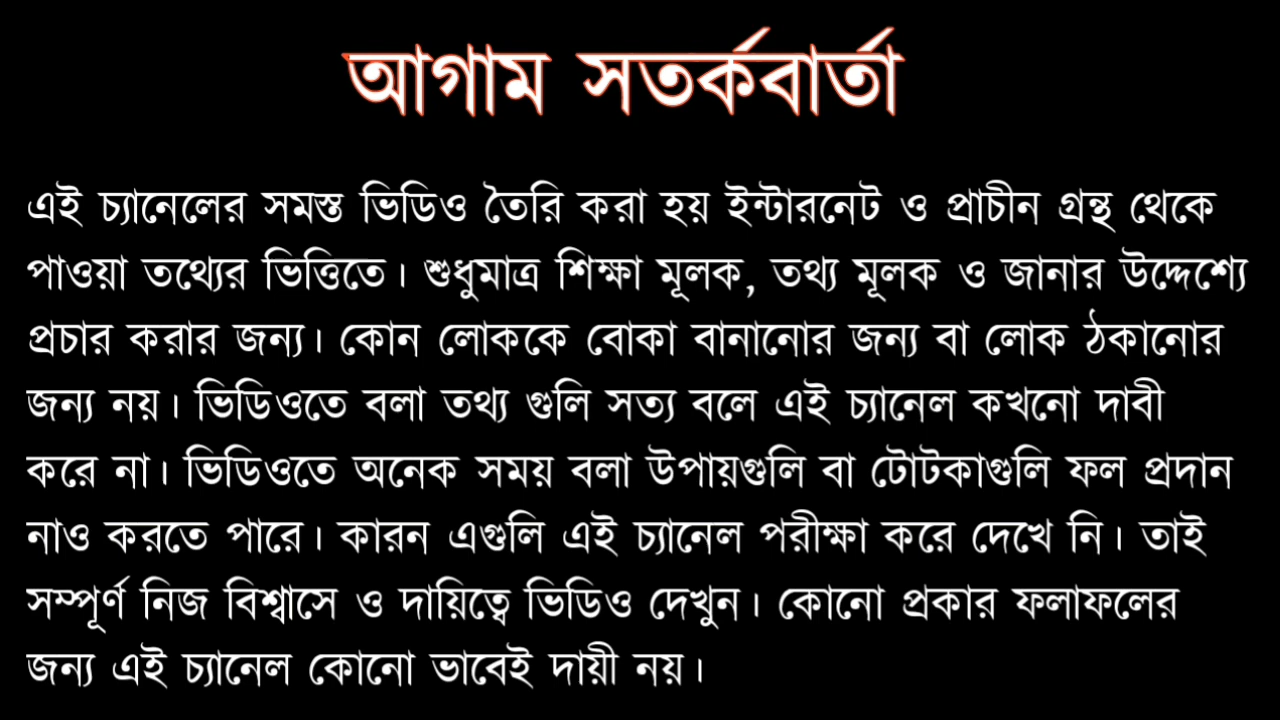 আগাম সতর্কবার্তা
এই চ্যানেলের সমস্ত ভিডিও তৈরি করা হয় ইন্টারনেট ও প্রাচীন গ্রন্থ থেকে
পাওয়া তথ্যের ভিত্তিতে। শুধুমাত্র শিক্ষা মূলক, তথ্য মূলক ও জানার উদ্দেশ্যে
প্রচার করার জন্য। কোন লোককে বোকা বানানোর জন্য বা লোক ঠকানোর
জন্য নয়। ভিডিওতে বলা তথ্য গুলি সত্য বলে এই চ্যানেল কখনো দাবী
করে না। ভিডিওতে অনেক সময় বলা উপায়গুলি বা টোটকাগুলি ফল প্রদান
নাও করতে পারে। কারন এগুলি এই চ্যানেল পরীক্ষা করে দেখে নি। তাই
সম্পূর্ণ নিজ বিশ্বাসে ও দায়িত্বে ভিডিও দেখুন। কোনো প্রকার ফলাফলের
জন্য এই চ্যানেল কোনো ভাবেই দায়ী নয়।